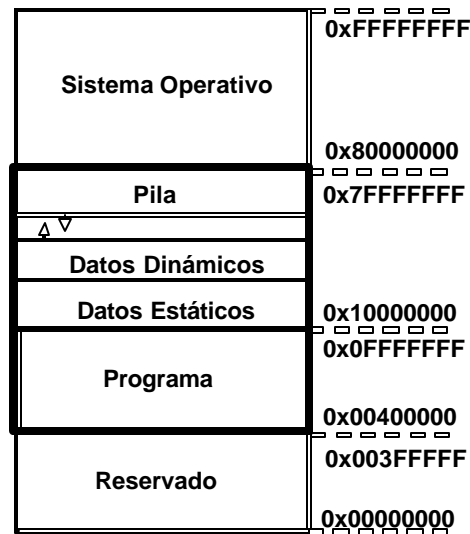 0xFFFFFFFF
Sistema Operativo
0x80000000
Pila
0x7FFFFFFF
Datos Dinámicos
Datos Estáticos
0x10000000
0x0FFFFFFF
Programa
0x00400000
0x003FFFFF
Reservado
0x00000000